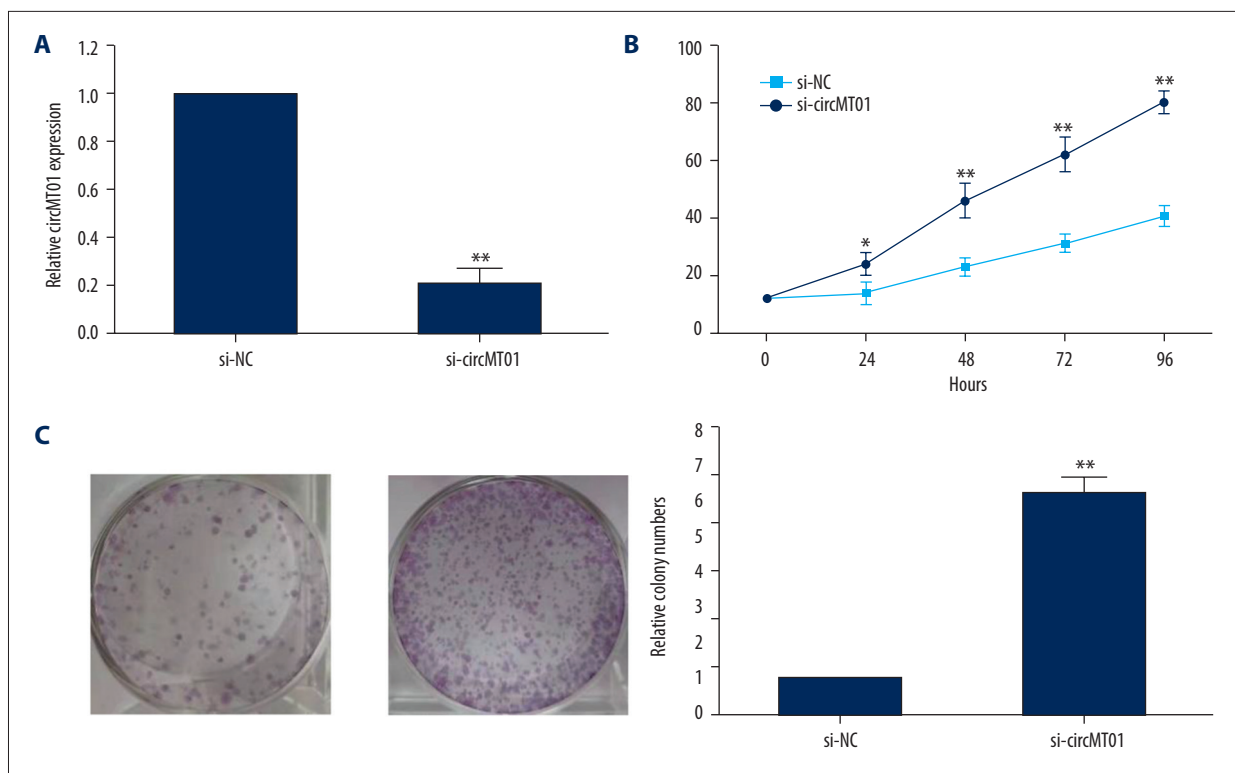 A
Relative circMT01 expression
1.2
1.0
0.8
0.6
0.4
0.2
0.0
**
si-NC
si-circMT01
B
100
80
60
40
20
0
si-NC
si-circMT01
*
**
**
**
0 24 48 72 96
Hours
C
Relative colony numbers
8
7
6
5
4
3
2
1
0
**
si-NC
si-circMT01